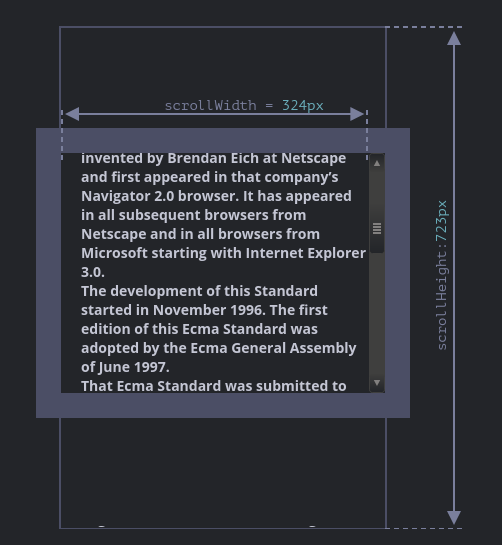 scrollWidth = 324px
invented by Brendan Eich at Netscape
and first appeared in that company’s
Navigator 2.0 browser. It has appeared
in all subsequent browsers from
Netscape and in all browsers from
Microsoft starting with Internet Explorer
3.0.
The development of this Standard
started in November 1996. The first
edition of this Ecma Standard was
adopted by the Ecma General Assembly
of June 1997.
That Ecma Standard was submitted to
scrollHeight:723px